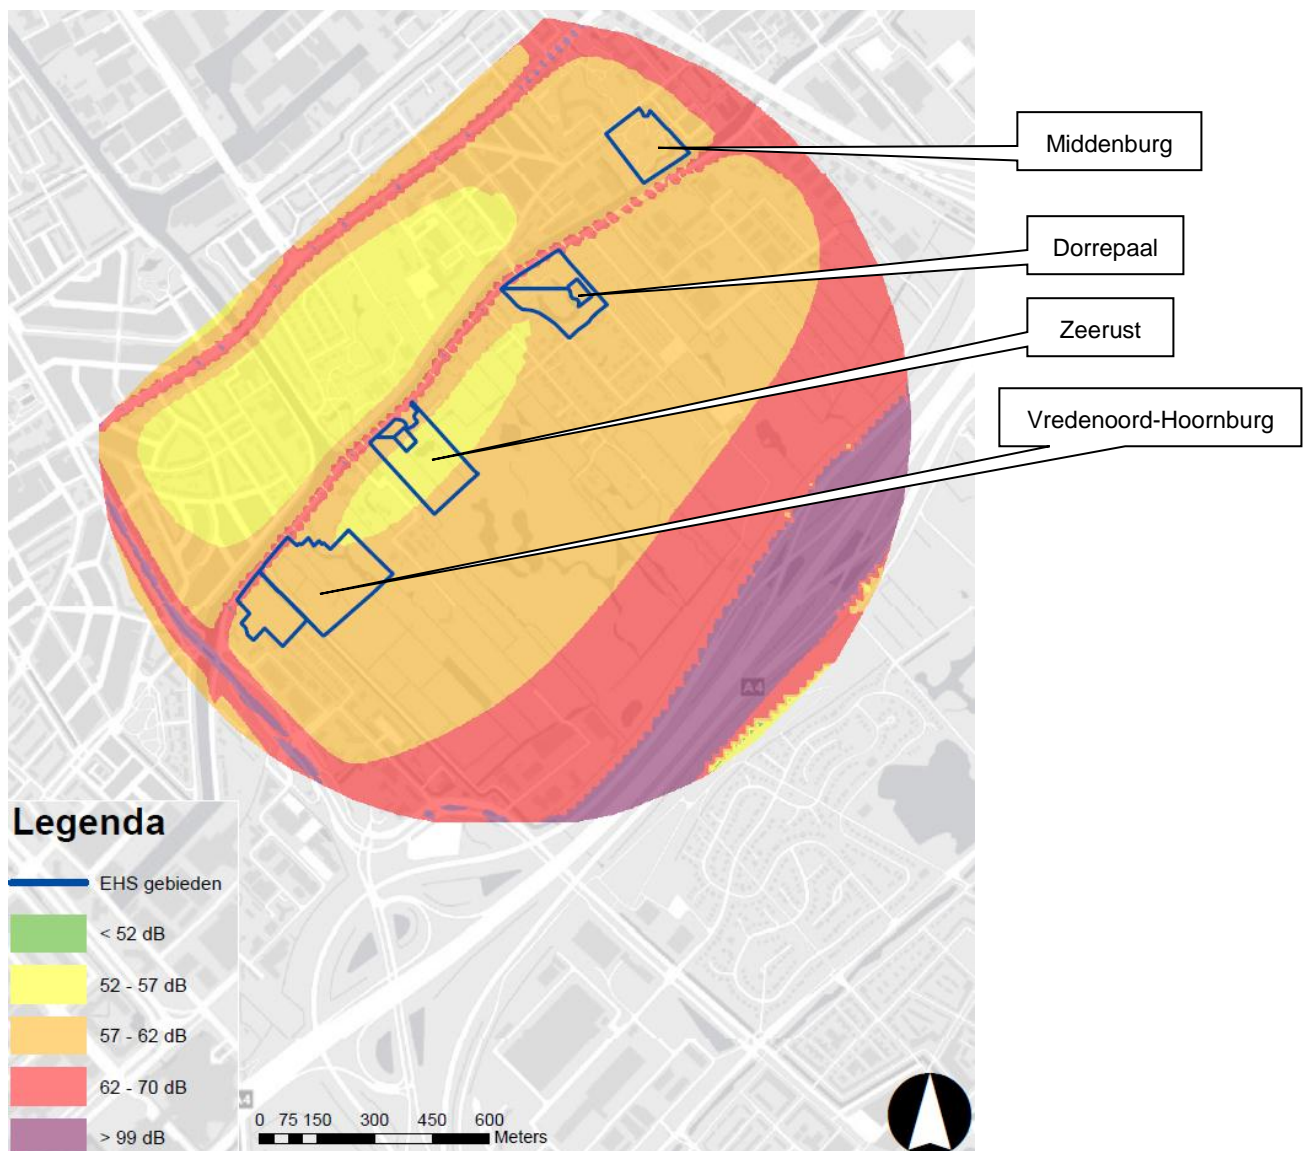 Middenburg
Dorrepaal
Zeerust
Vredenoord-Hoornburg
A4
Legenda
EHS gebieden
< 52 dB
52 - 57 dB
57 - 62 dB
62 - 70 dB
> 99 dB
A4
0 75 150 300 450 600
Meters